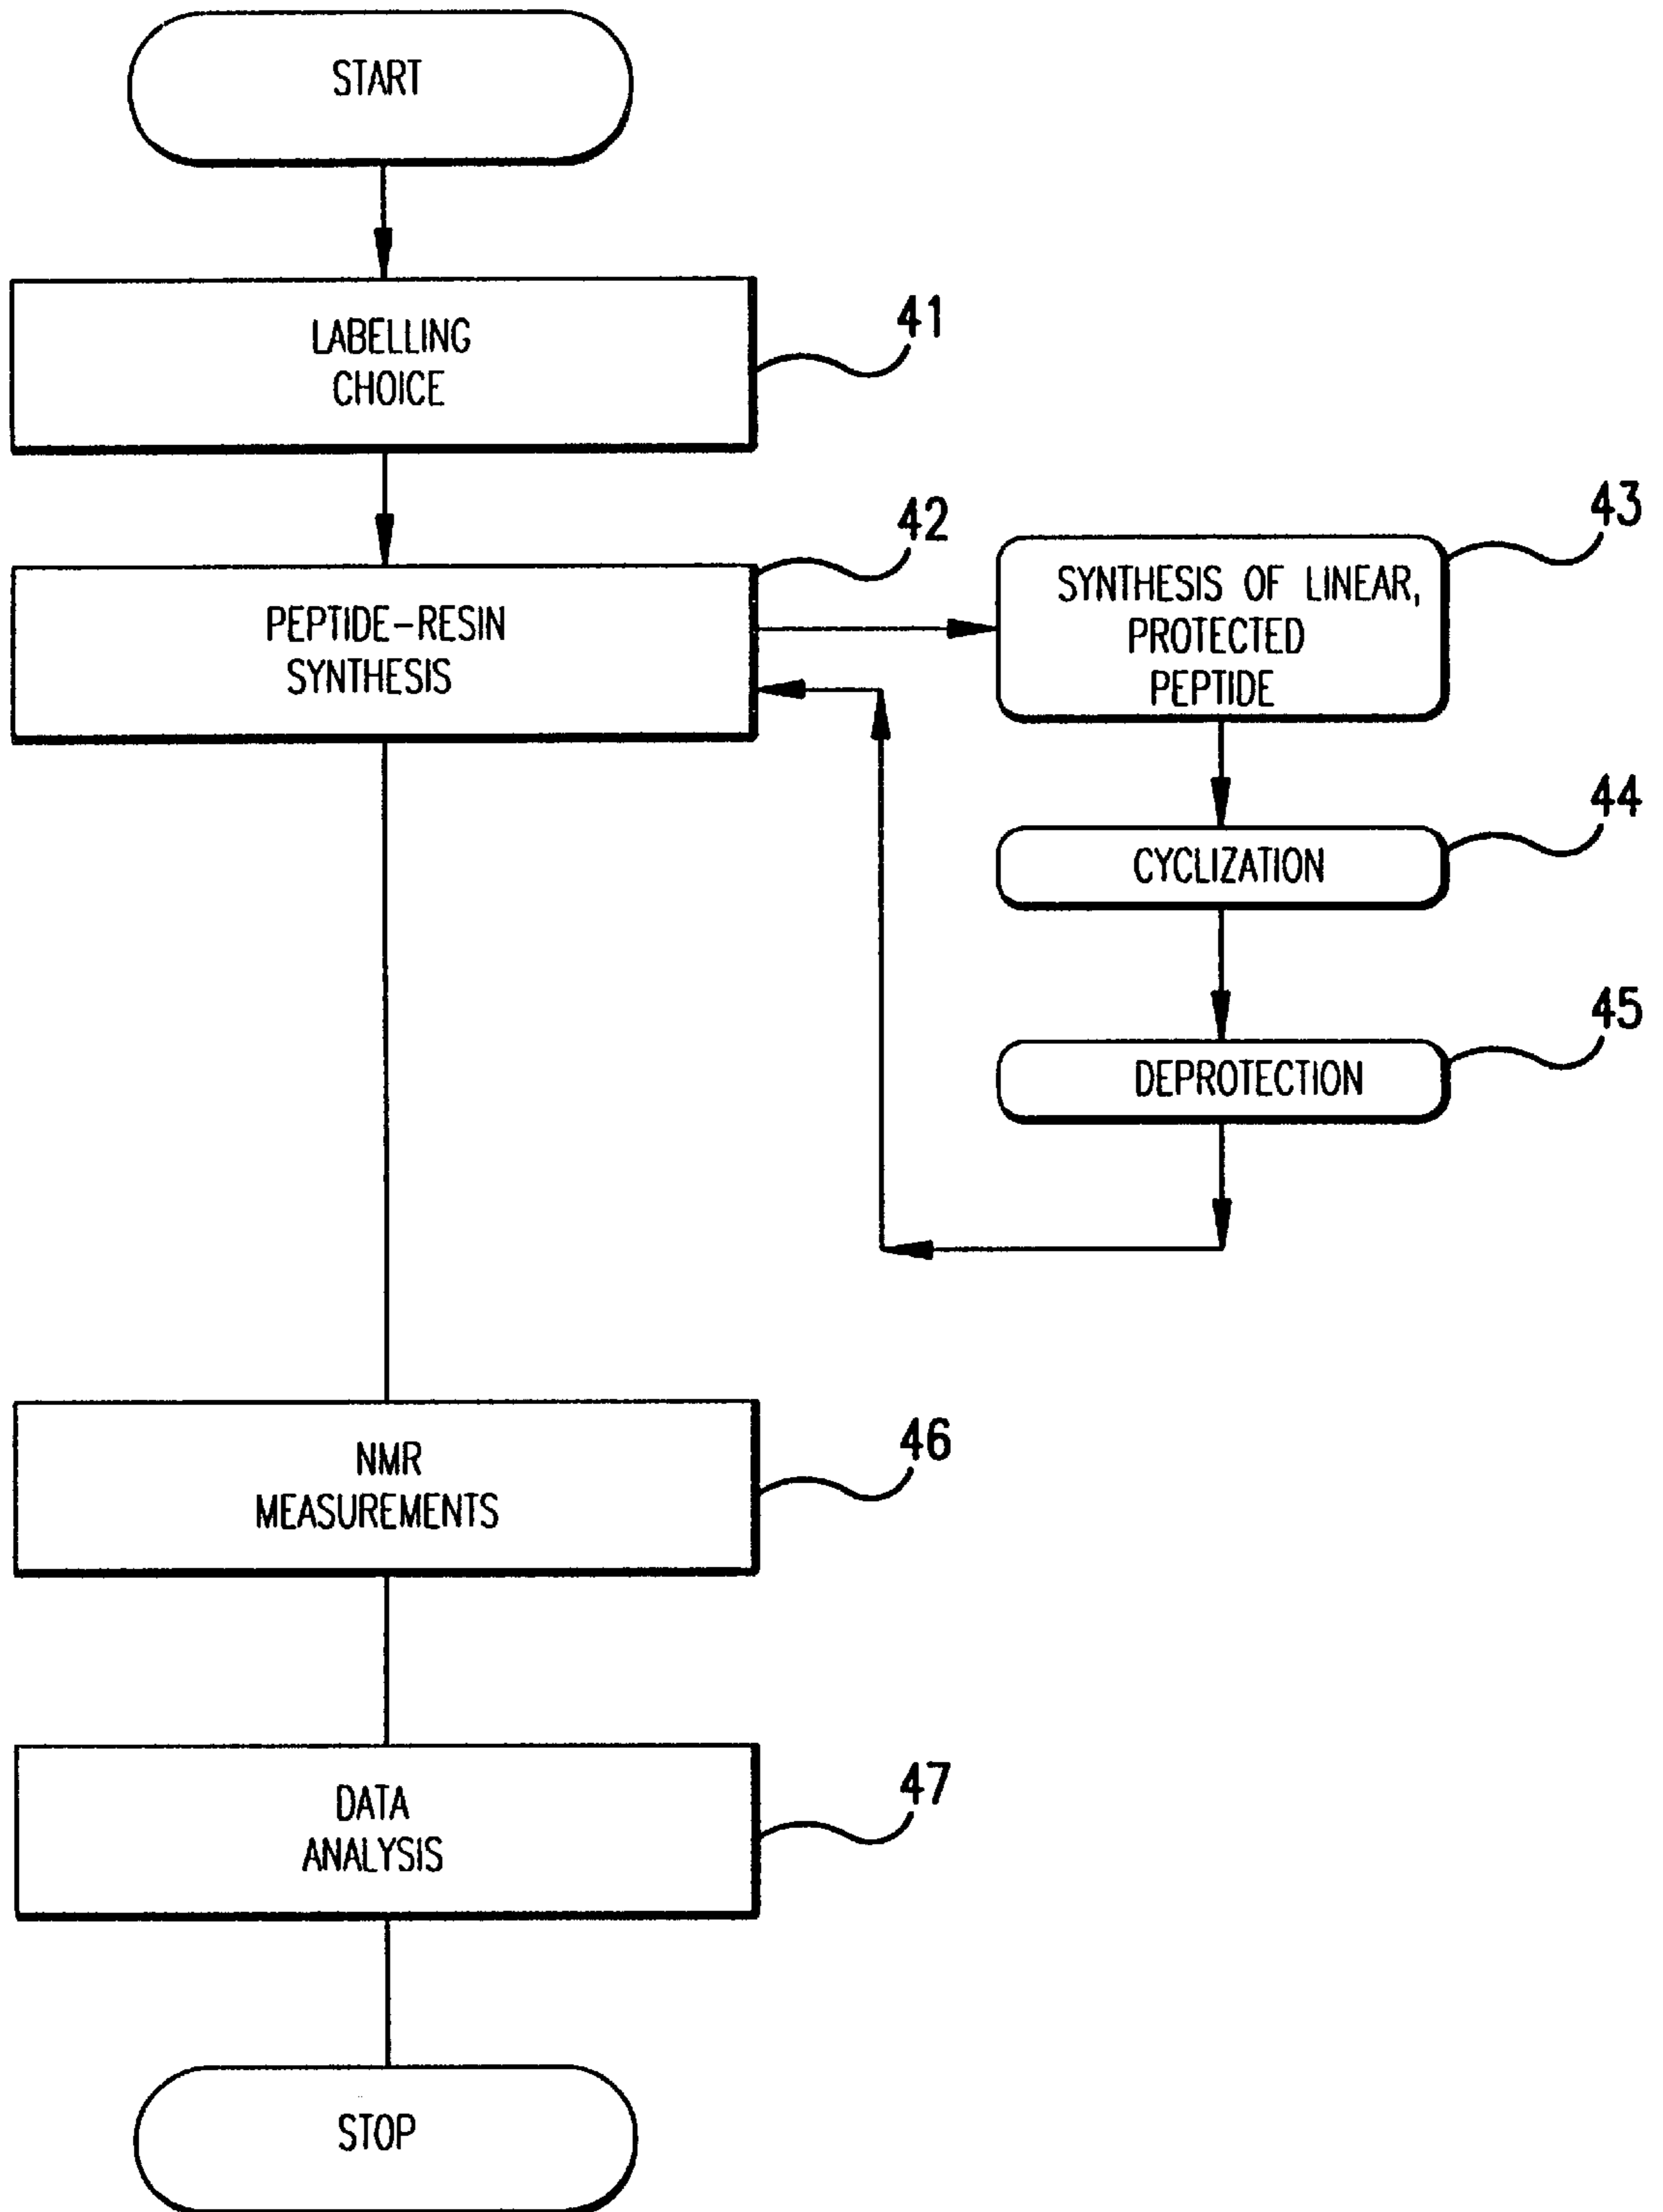 START
LABELLING
CHOICE
41
PEPTIDE-RESIN
SYNTHESIS
42
SYNTHESIS OF LINEAR,
PROTECTED
PEPTIDE
43
CYCLIZATION
44
DEPROTECTION
45
NMR
MEASUREMENTS
46
DATA
ANALYSIS
47
STOP